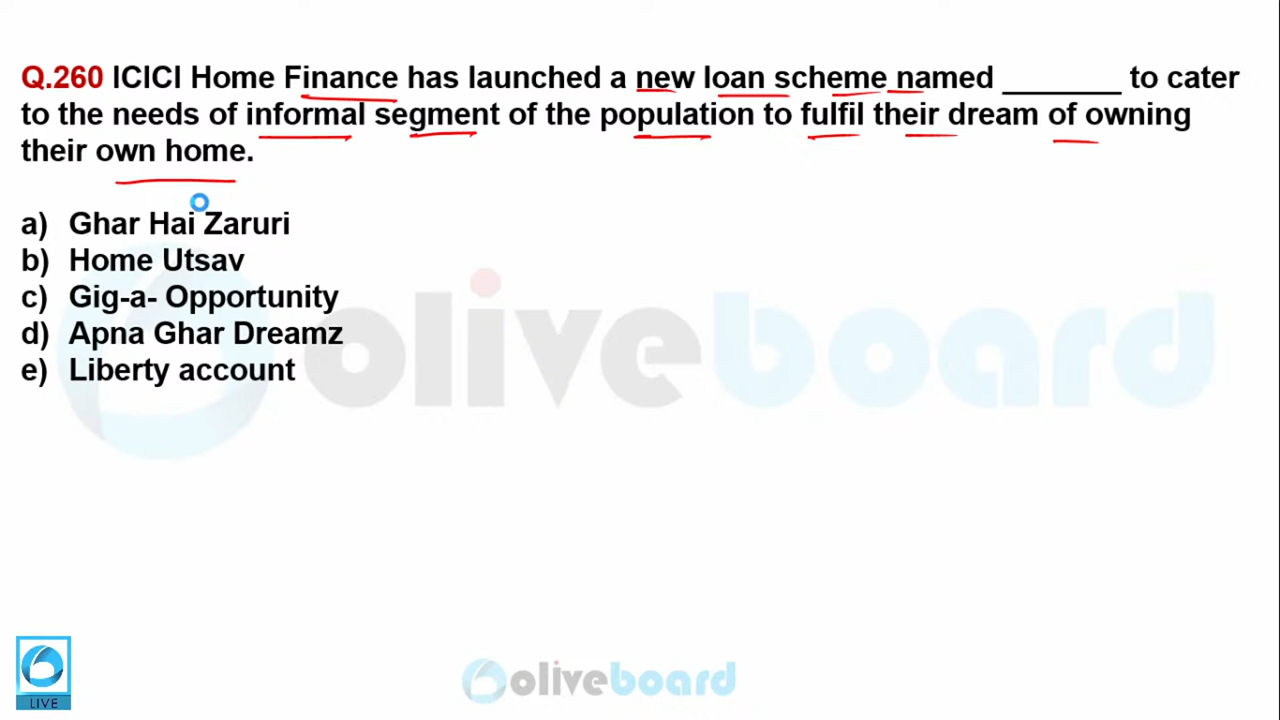 Q.260 ICICI Home Finance has launched a new loan scheme named _______ to cater
to the needs of informal segment of the population to fulfil their dream of owning
their own home.
a) Ghar Hai Zaruri
b) Home Utsav
c) Gig-a- Opportunity
d) Apna Ghar Dreamz
e) Liberty account
oliveboard
LIVE
oliveboard